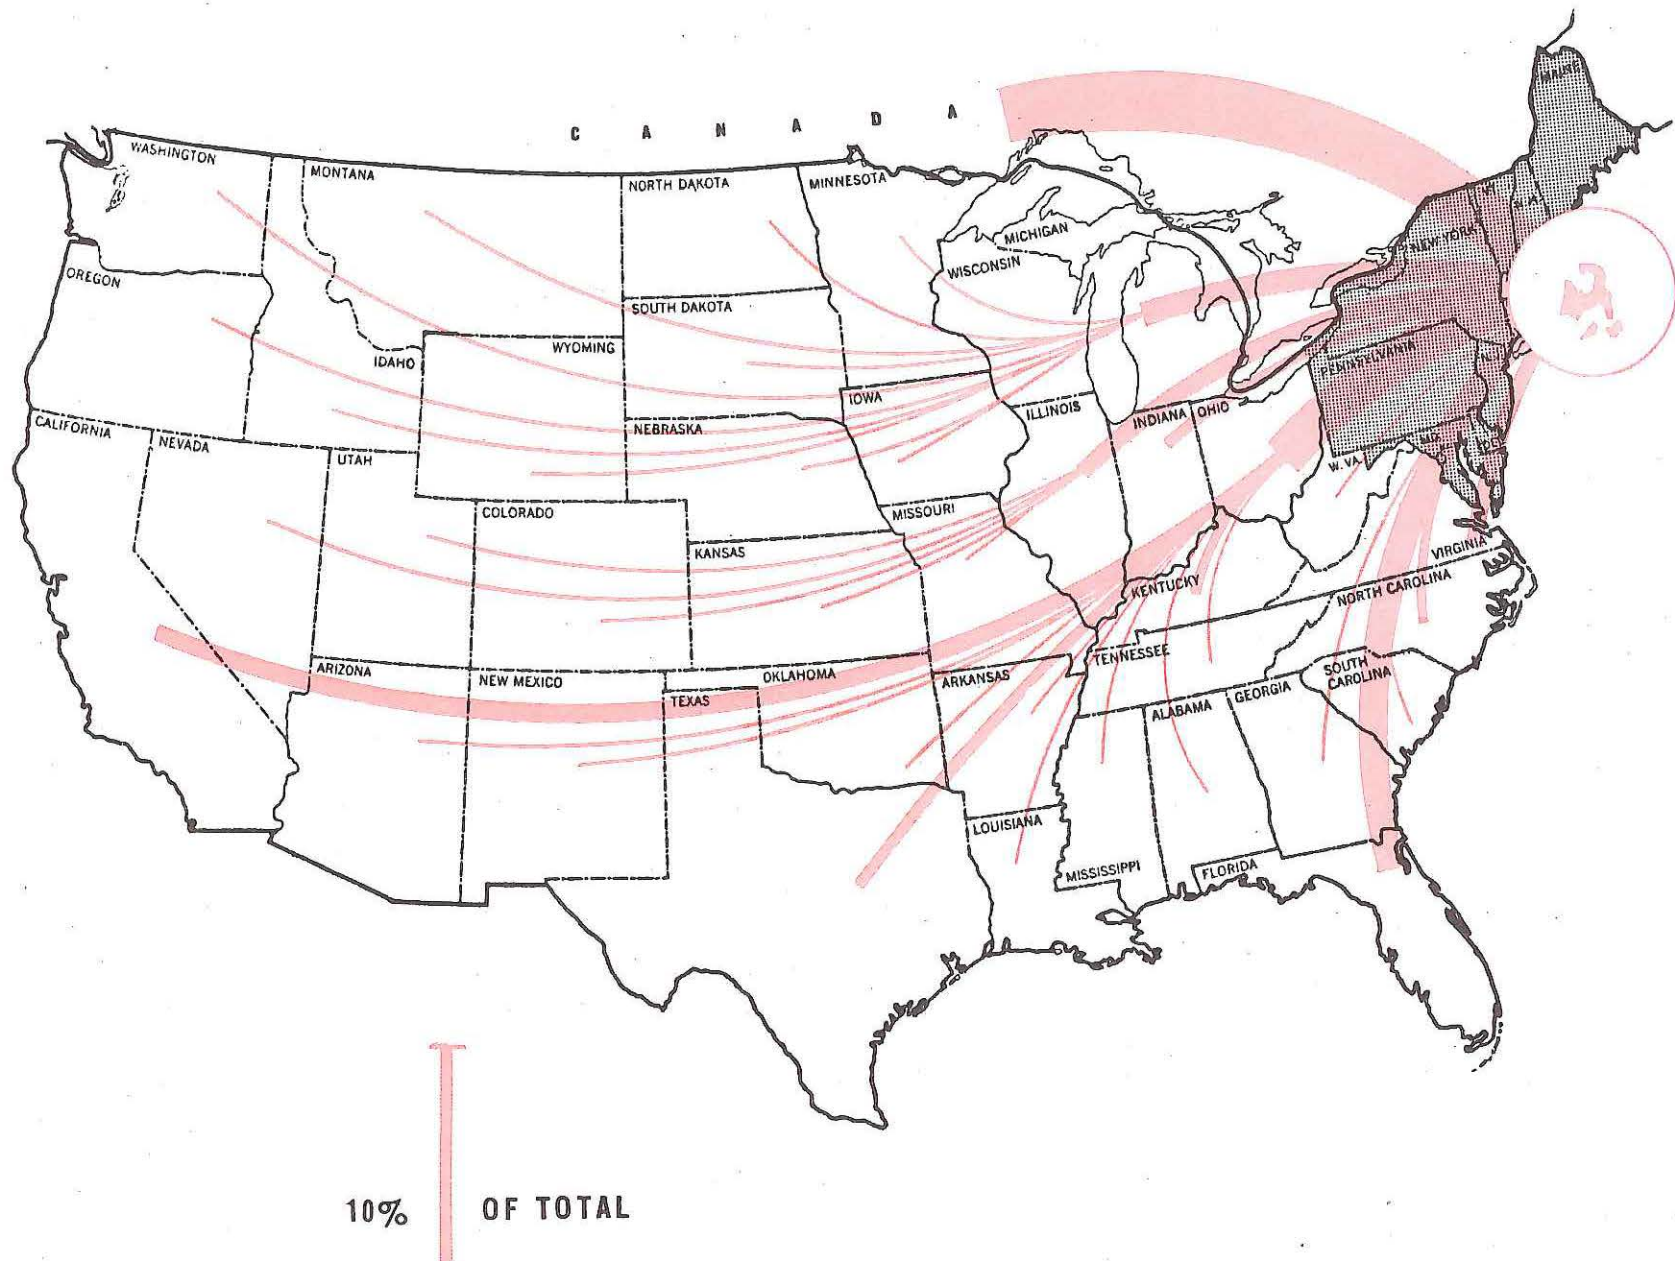 CANADA
MAINE
WASHINGTON
MONTANA
NORTH DAKOTA
MINNESOTA
MICHIGAN
WISCONSIN
NEW YORK
OREGON
SOUTH DAKOTA
IDAHO
WYOMING
PENNSYLVANIA
IOWA
ILLINOIS
INDIANA
OHIO
CALIFORNIA
NEVADA
UTAH
NEBRASKA
MD.
W. VA.
COLORADO
MISSOURI
KANSAS
VIRGINIA
KENTUCKY
NORTH CAROLINA
ARIZONA
NEW MEXICO
OKLAHOMA
TEXAS
ARKANSAS
TENNESSEE
SOUTH
CAROLINA
GEORGIA
ALABAMA
LOUISIANA
MISSISSIPPI
FLORIDA
10% OF TOTAL